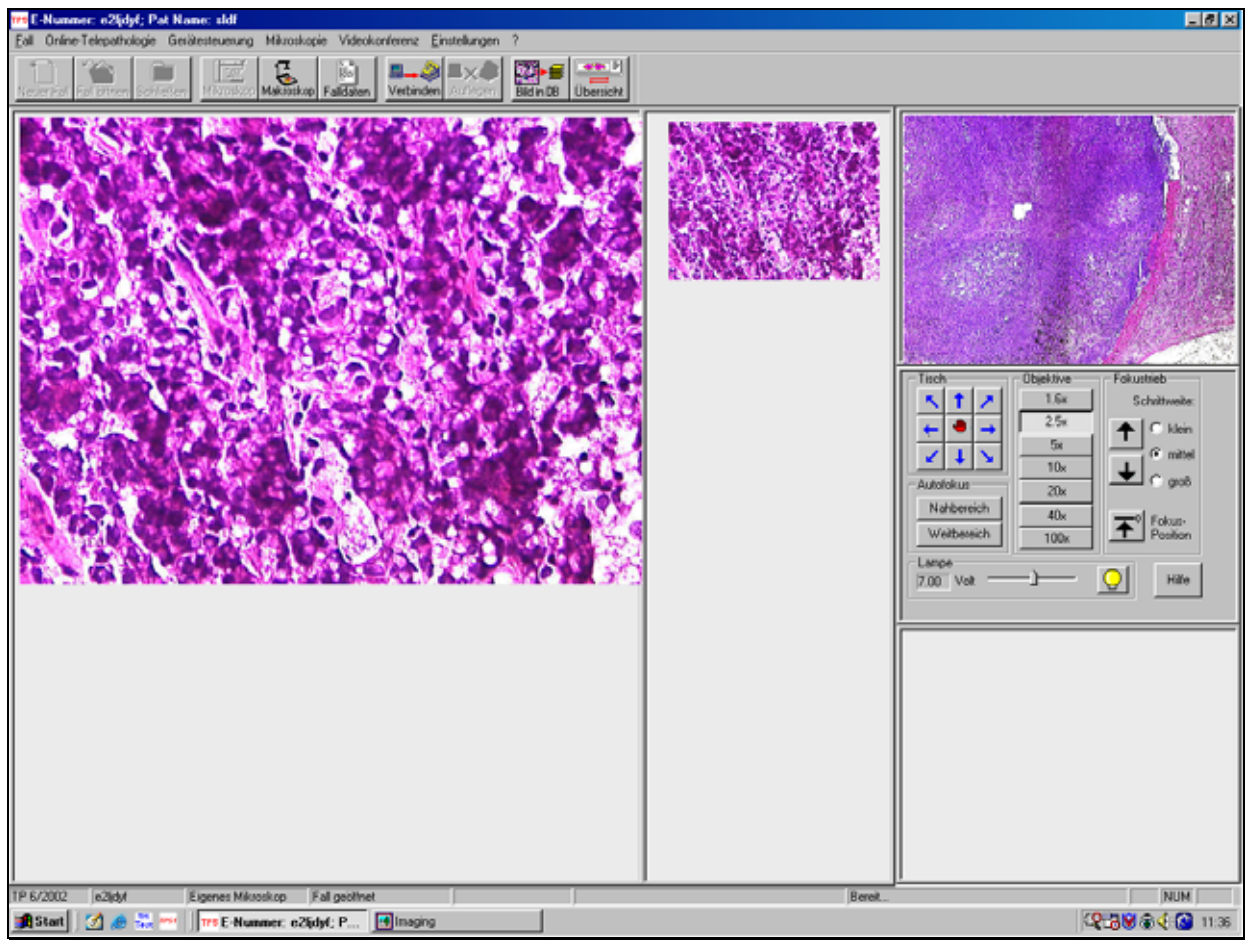 TPS E-Nummer: e2ljdyf; Pat Name: sldf
Fall Online-Telepathologie Gerätesteuerung Mikroskopie Videokonferenz Einstellungen ?
Neuer Fall Fall öffnen Schließen Mikroskop Makroskop Falldaten Verbinden Auflegen Bild in DB Übersicht
Tisch
Objektive
1.6x
2.5x
5x
10x
20x
40x
100x
Fokustrieb
Schrittweite:
klein
mittel
groß
Fokus-
Position
Autofokus
Nahbereich
Weitbereich
Lampe
7.00 Volt
Hilfe
TP 6/2002 e2ljdyf Eigenes Mikroskop Fall geöffnet Bereit... NUM
Start TPS E-Nummer: e2ljdyf; P... Imaging 11:36